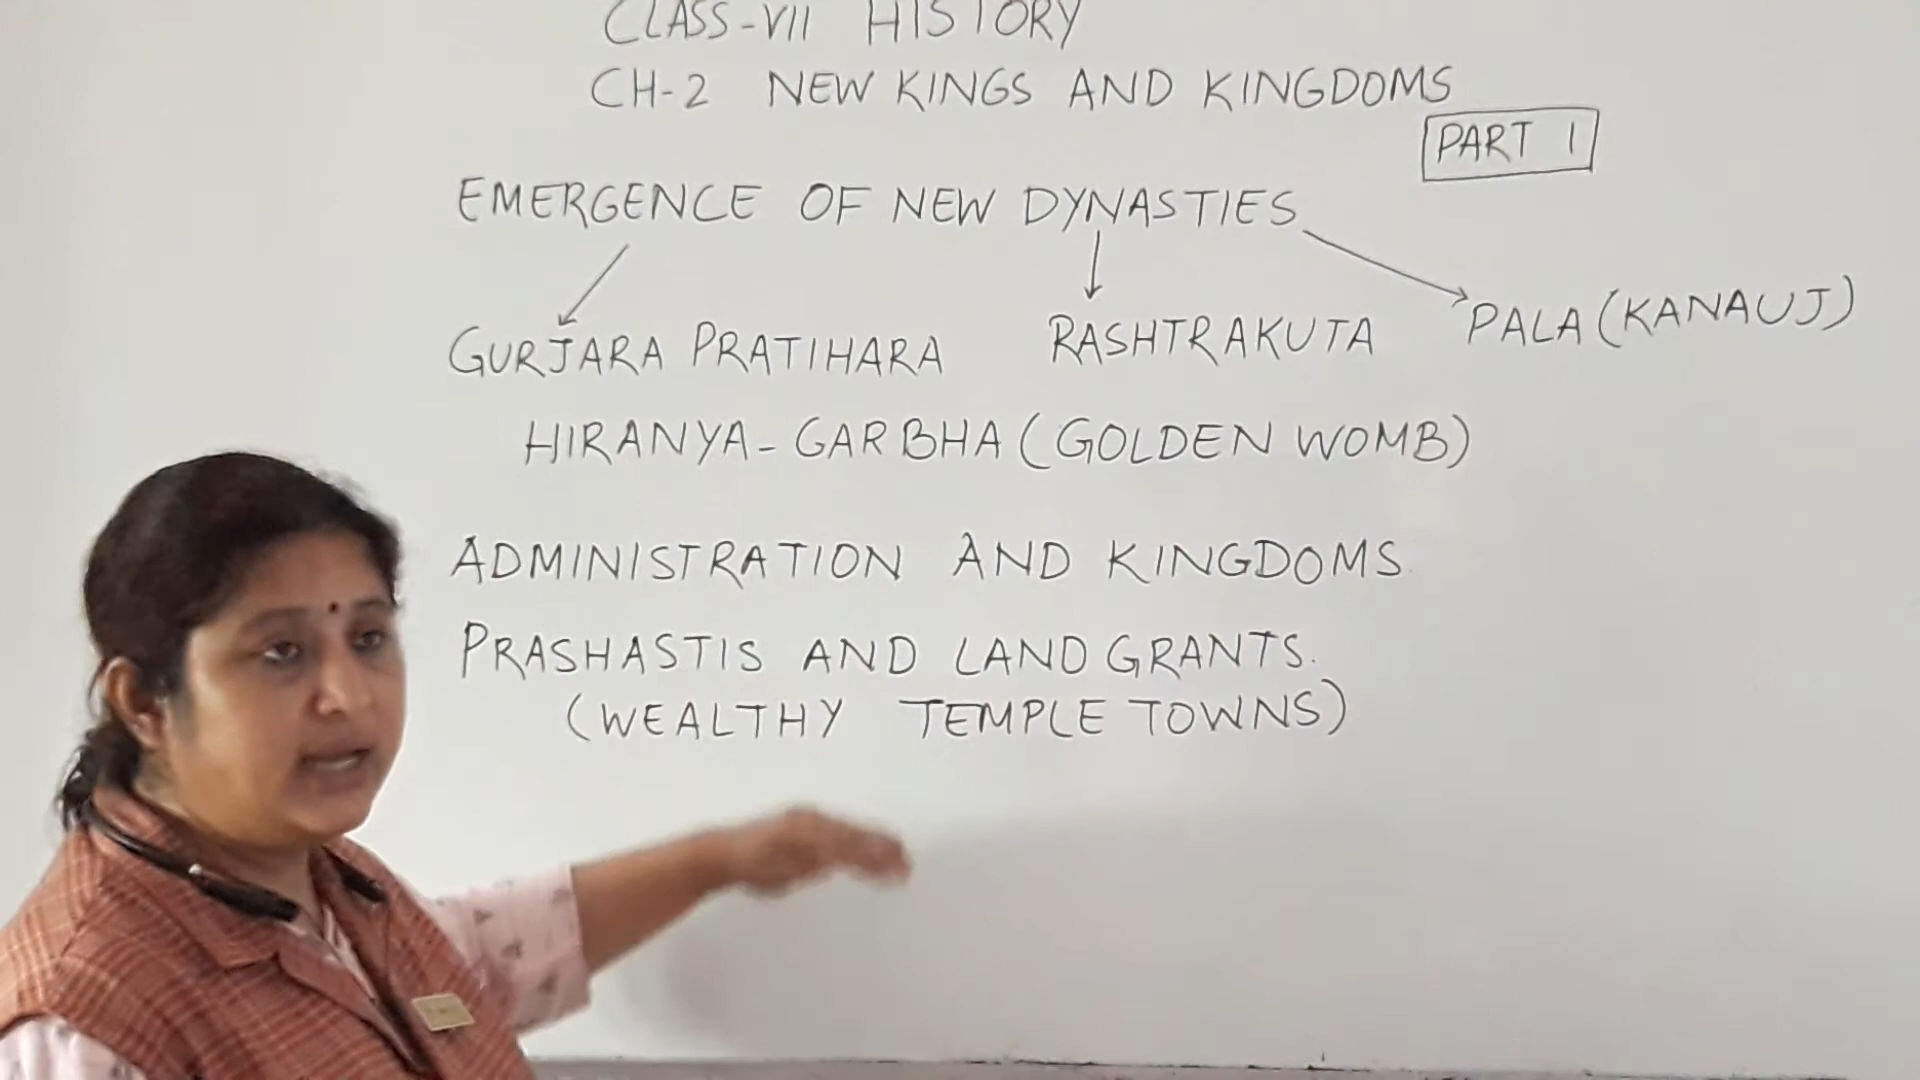 CLASS-VII HISTORY
CH-2 NEW KINGS AND KINGDOMS
PART 1
EMERGENCE OF NEW DYNASTIES
GURJARA PRATIHARA RASHTRAKUTA PALA (KANAUJ)
HIRANYA-GARBHA (GOLDEN WOMB)
ADMINISTRATION AND KINGDOMS
PRASHASTIS AND LAND GRANTS.
(WEALTHY TEMPLE TOWNS)